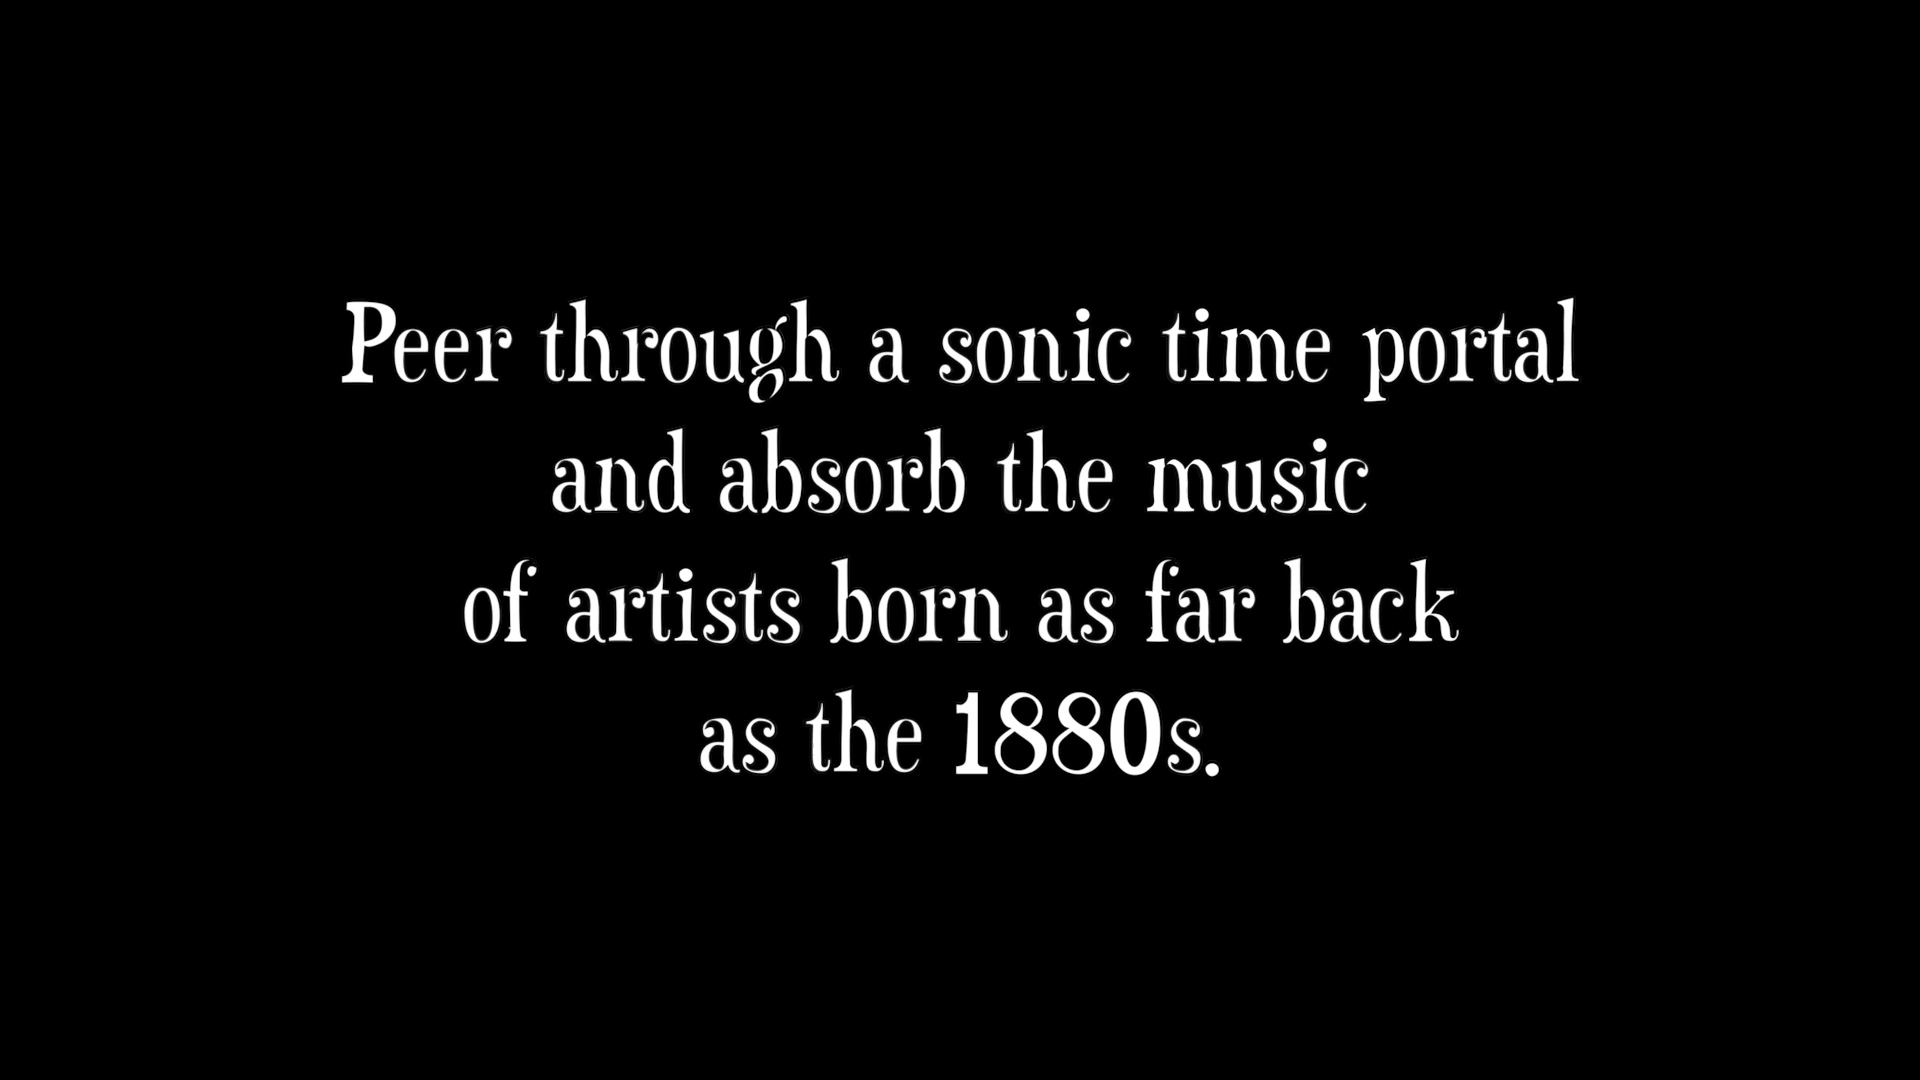 Peer through a sonic time portal
and absorb the music
of artists born as far back
as the 1880s.